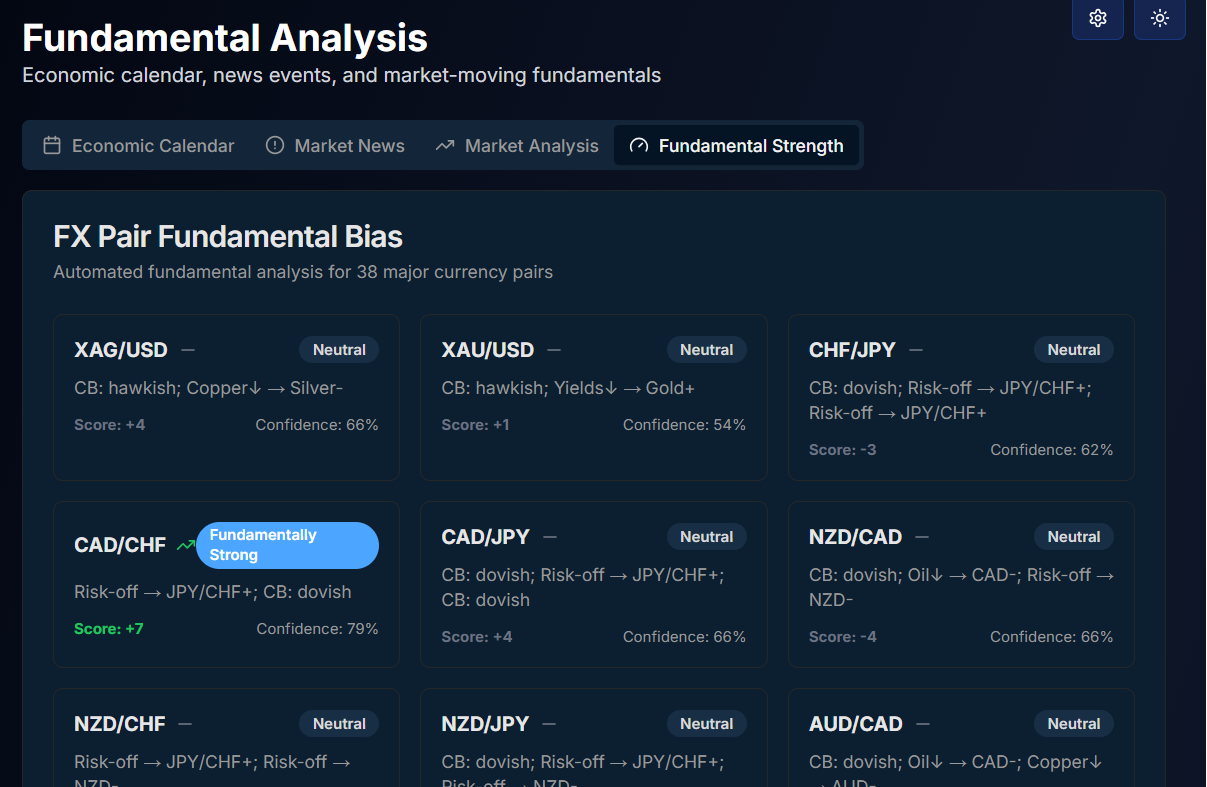 Fundamental Analysis
Economic calendar, news events, and market-moving fundamentals
Economic Calendar
Market News
Market Analysis
Fundamental Strength
FX Pair Fundamental Bias
Automated fundamental analysis for 38 major currency pairs
XAG/USD — Neutral
CB: hawkish; Copper↓ → Silver-
Score: +4 Confidence: 66%
XAU/USD — Neutral
CB: hawkish; Yields↓ → Gold+
Score: +1 Confidence: 54%
CHF/JPY — Neutral
CB: dovish; Risk-off → JPY/CHF+;
Risk-off → JPY/CHF+
Score: -3 Confidence: 62%
CAD/CHF
Fundamentally
Strong
Risk-off → JPY/CHF+; CB: dovish
Score: +7 Confidence: 79%
CAD/JPY — Neutral
CB: dovish; Risk-off → JPY/CHF+;
CB: dovish
Score: +4 Confidence: 66%
NZD/CAD — Neutral
CB: dovish; Oil↓ → CAD-; Risk-off →
NZD-
Score: -4 Confidence: 66%
NZD/CHF — Neutral
Risk-off → JPY/CHF+; Risk-off →
NZD-
NZD/JPY — Neutral
CB: dovish; Risk-off → JPY/CHF+;
Risk-off → NZD-
AUD/CAD — Neutral
CB: dovish; Oil↓ → CAD-; Copper↓
→ AUD-